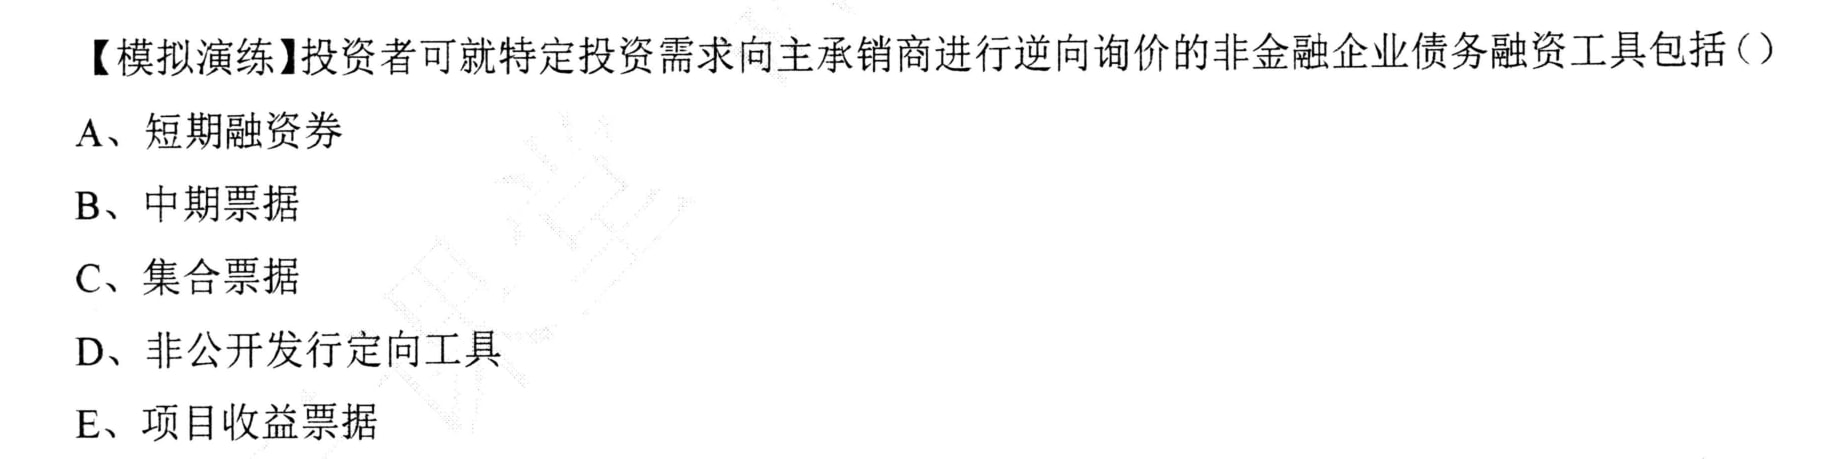 【模拟演练】投资者可就特定投资需求向主承销商进行逆向询价的非金融企业债务融资工具包括（）
A、短期融资券
B、中期票据
C、集合票据
D、非公开发行定向工具
E、项目收益票据